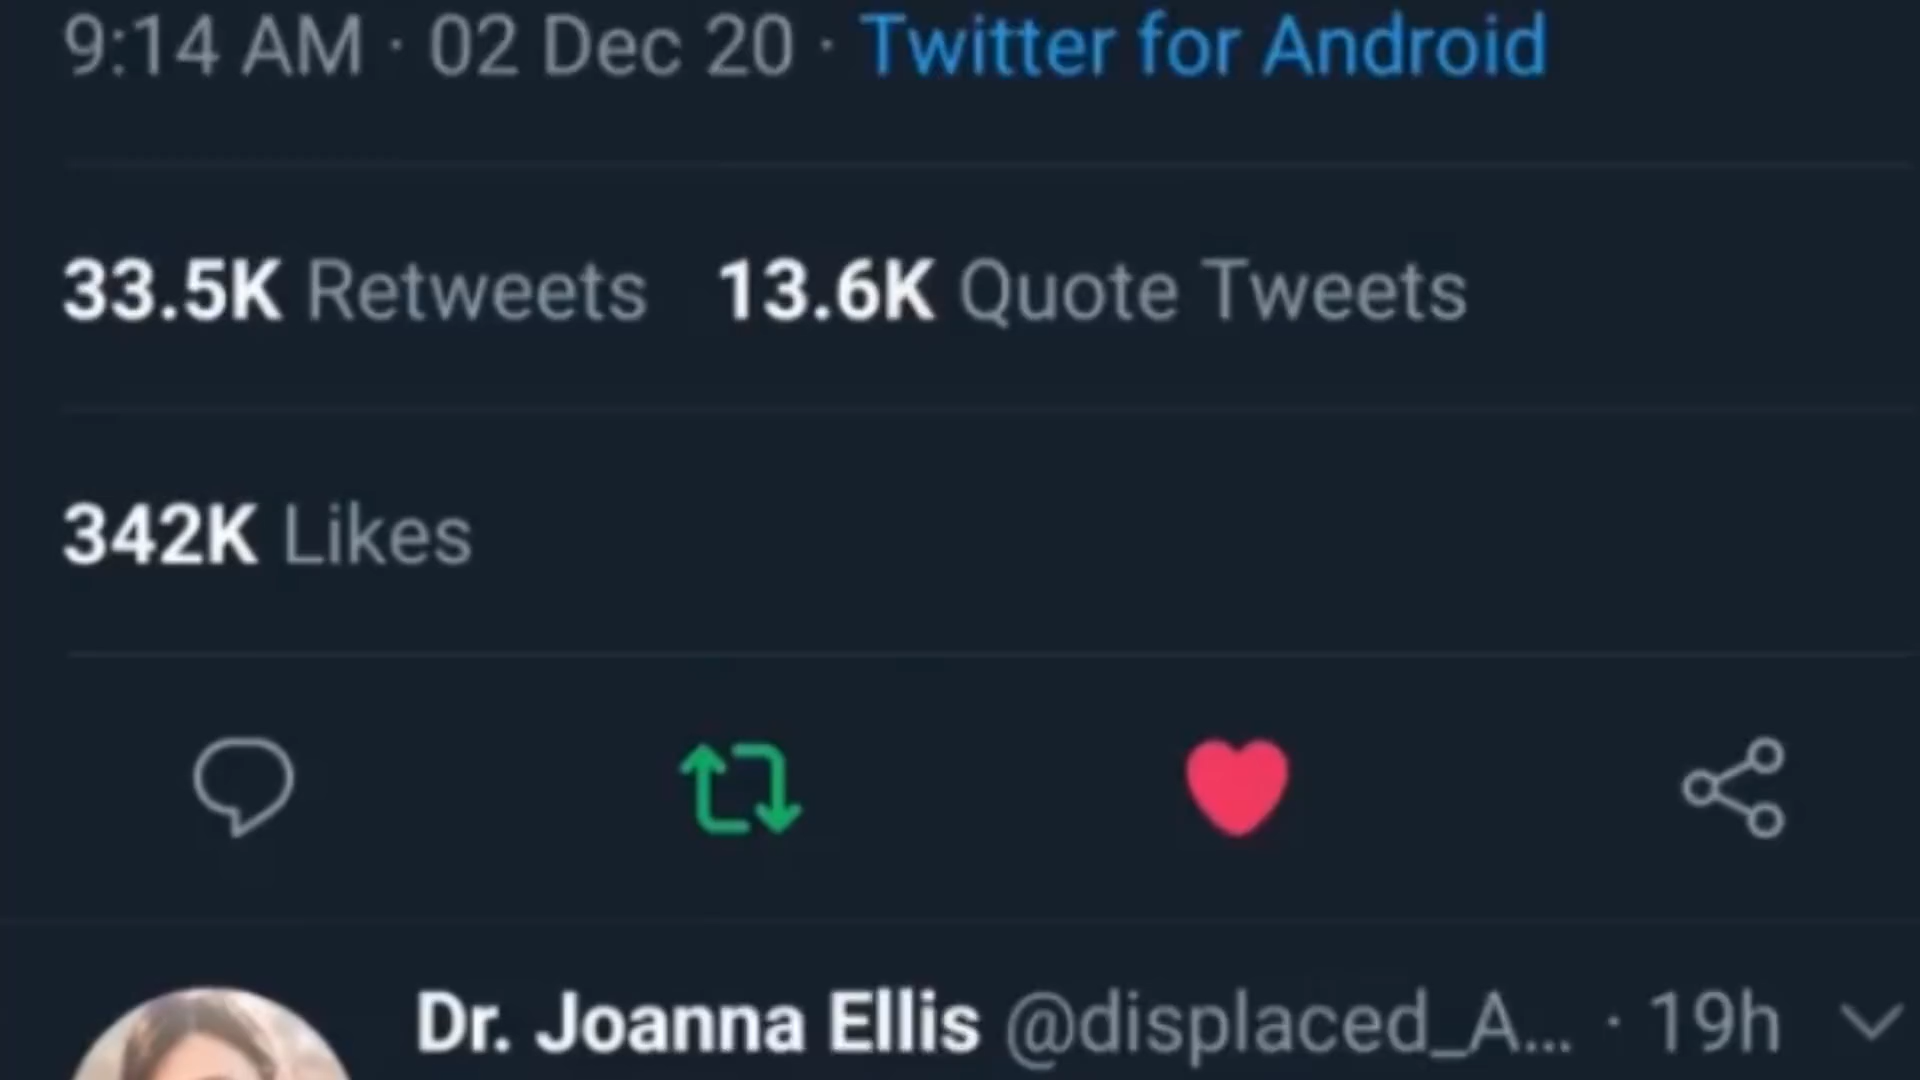 9:14 AM · 02 Dec 20 · Twitter for Android
33.5K Retweets 13.6K Quote Tweets
342K Likes
Dr. Joanna Ellis @displaced_A... · 19h